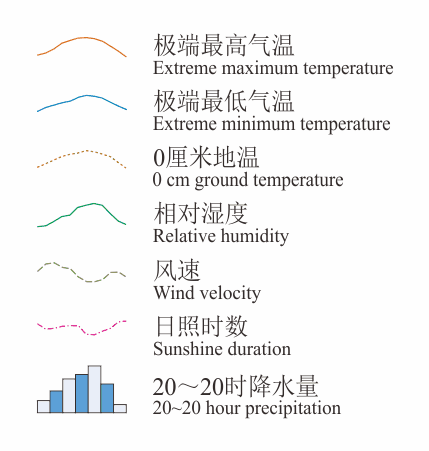 极端最高气温
Extreme maximum temperature
极端最低气温
Extreme minimum temperature
0厘米地温
0 cm ground temperature
相对湿度
Relative humidity
风速
Wind velocity
日照时数
Sunshine duration
20～20时降水量
20~20 hour precipitation